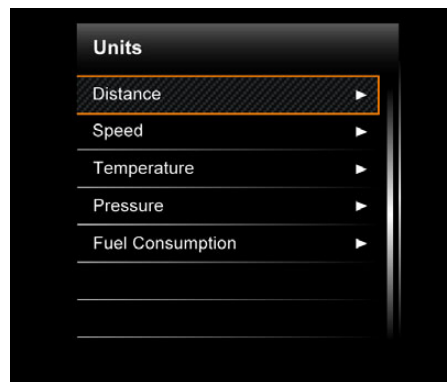 Units
Distance
Speed
Temperature
Pressure
Fuel Consumption